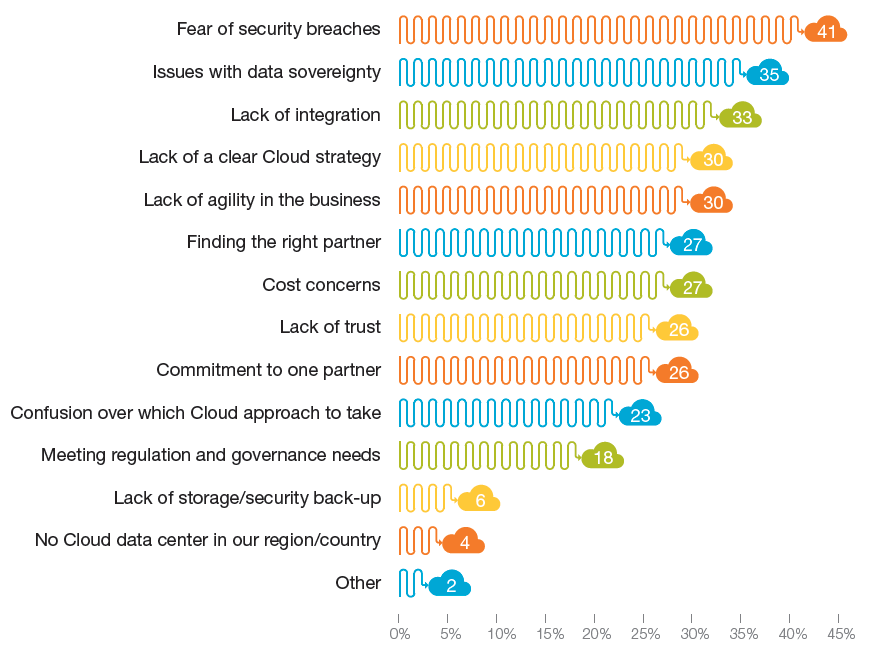 Fear of security breaches 41
Issues with data sovereignty 35
Lack of integration 33
Lack of a clear Cloud strategy 30
Lack of agility in the business 30
Finding the right partner 27
Cost concerns 27
Lack of trust 26
Commitment to one partner 26
Confusion over which Cloud approach to take 23
Meeting regulation and governance needs 18
Lack of storage/security back-up 6
No Cloud data center in our region/country 4
Other 2
0% 5% 10% 15% 20% 25% 30% 35% 40% 45%